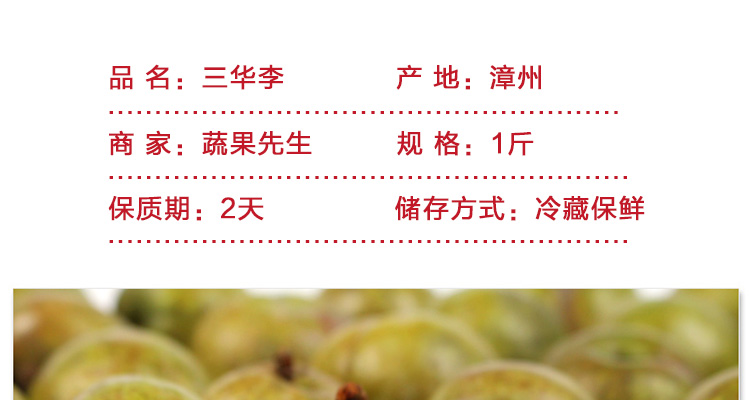 品 名：三华李 产 地：漳州
商 家：蔬果先生 规 格：1斤
保质期：2天 储存方式：冷藏保鲜